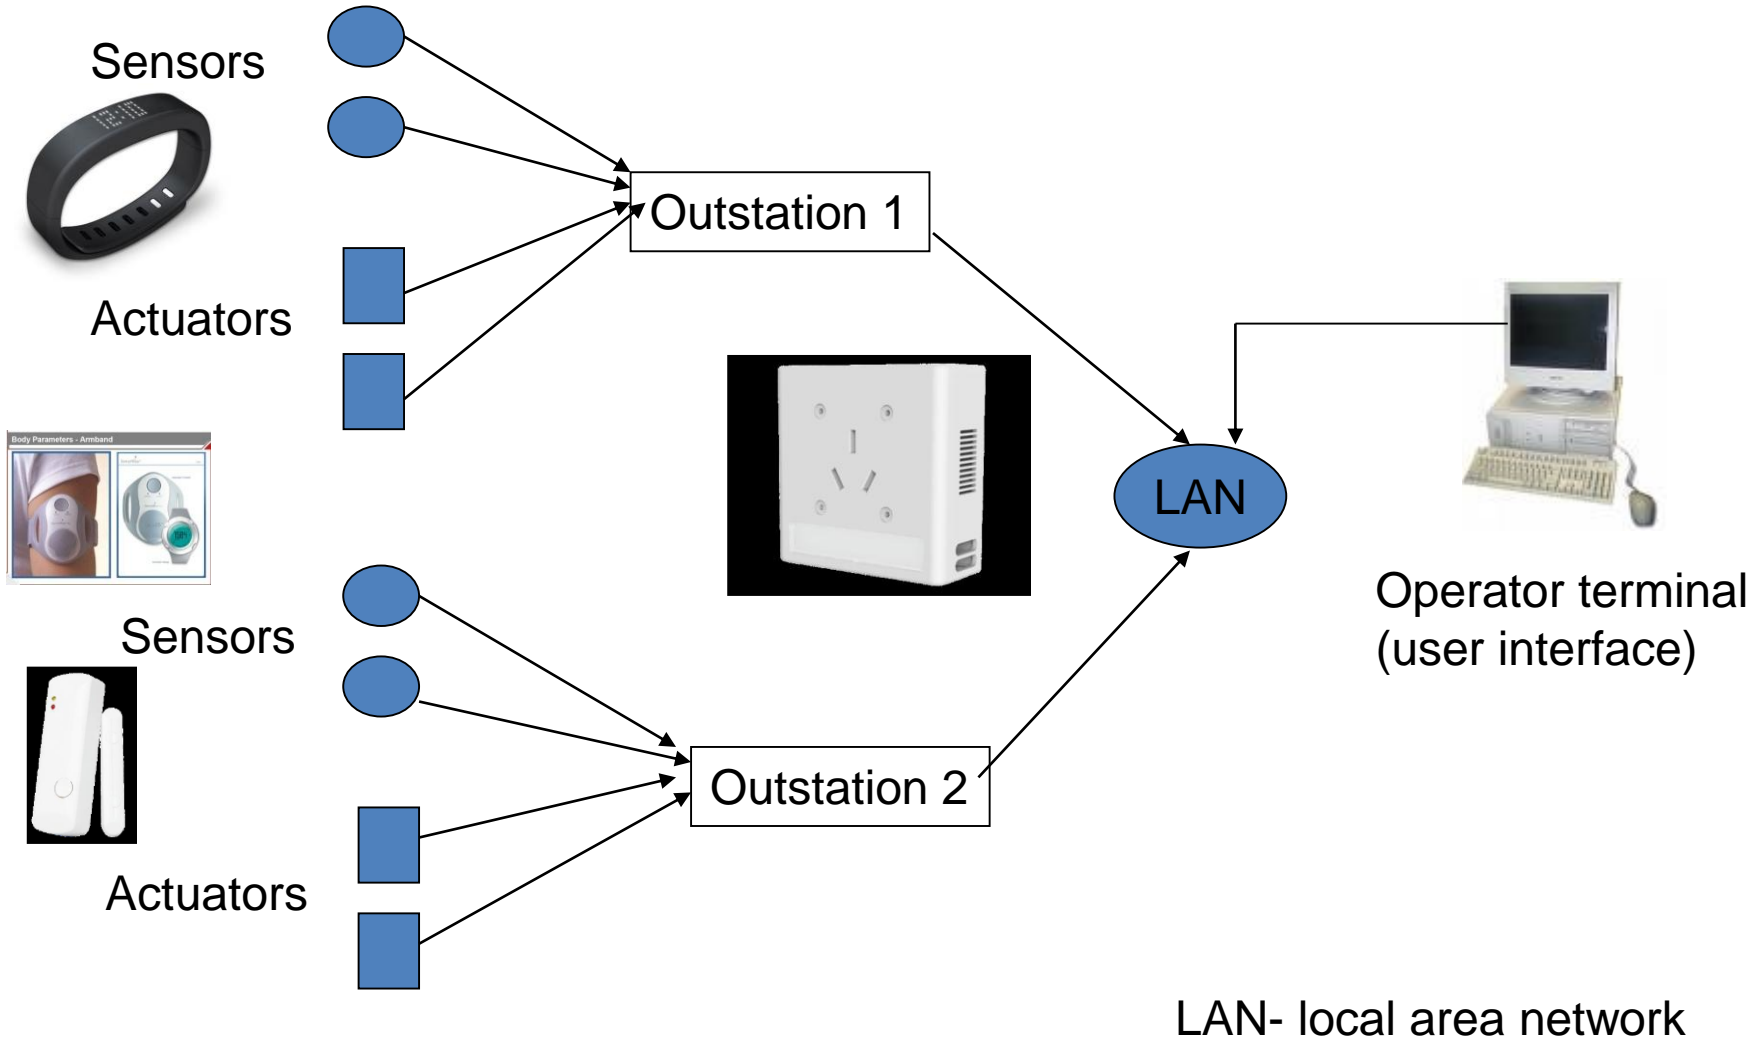 Sensors
Outstation 1
Actuators
Body Parameters - Armband
LAN
Operator terminal
(user interface)
Sensors
Outstation 2
Actuators
LAN- local area network